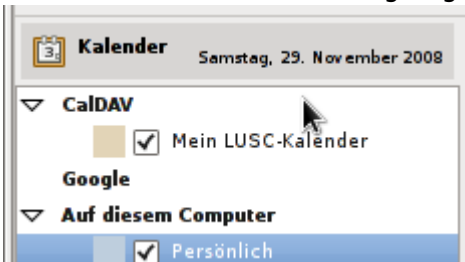 Kalender Samstag, 29. November 2008
CalDAV
Mein LUSC-Kalender
Google
Auf diesem Computer
Persönlich